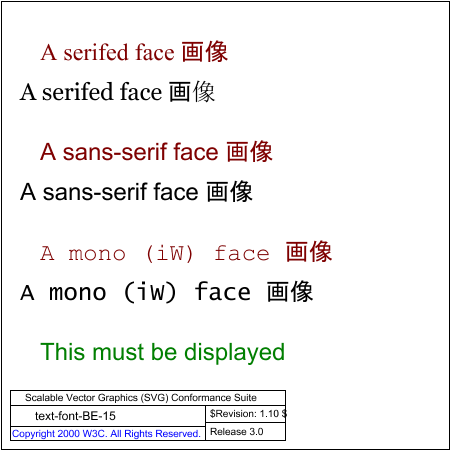 A serifed face 画像
A serifed face 画像
A sans-serif face 画像
A sans-serif face 画像
A mono (iW) face 画像
A mono (iW) face 画像
This must be displayed
Scalable Vector Graphics (SVG) Conformance Suite
text-font-BE-15
$Revision: 1.10 $
Copyright 2000 W3C. All Rights Reserved.
Release 3.0